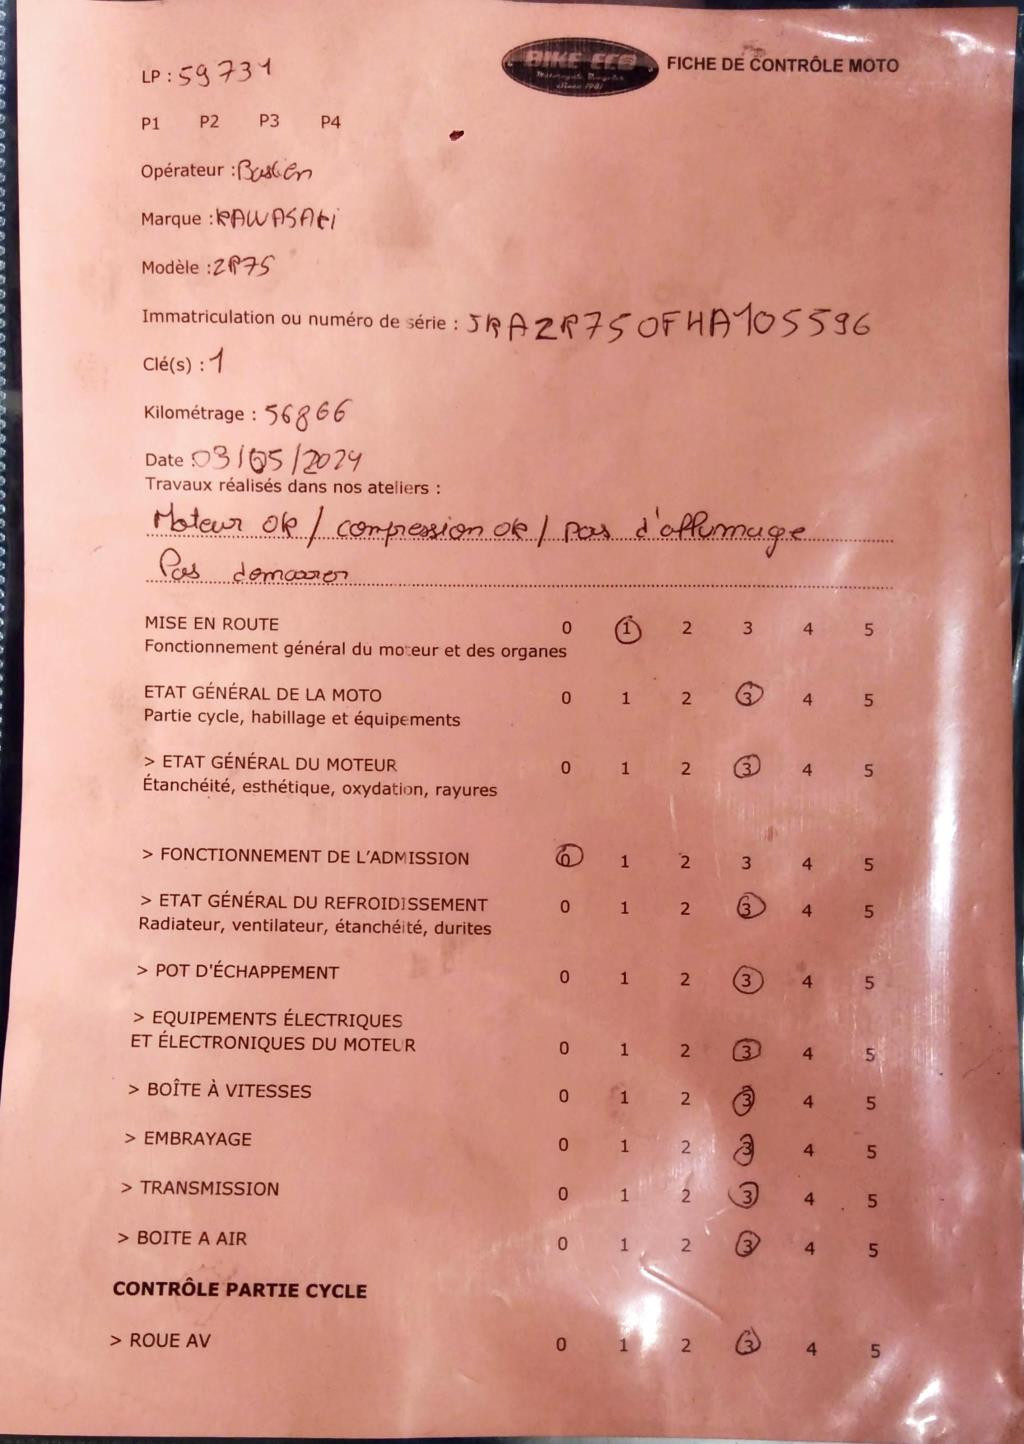 BIKE ECO
Motorcycle Recycler
Since 1981
FICHE DE CONTRÔLE MOTO
LP : 59731
P1 P2 P3 P4
Opérateur : Bastien
Marque : KAWASAKI
Modèle : ZR75
Immatriculation ou numéro de série : JKAZR750FHA105596
Clé(s) : 1
Kilométrage : 56866
Date : 03/05/2024
Travaux réalisés dans nos ateliers :
Moteur OK / compression OK / pas d'allumage
Pas demarrer
MISE EN ROUTE 0 1 2 3 4 5
Fonctionnement général du moteur et des organes
ETAT GÉNÉRAL DE LA MOTO 0 1 2 3 4 5
Partie cycle, habillage et équipements
> ETAT GÉNÉRAL DU MOTEUR 0 1 2 3 4 5
Étanchéité, esthétique, oxydation, rayures
> FONCTIONNEMENT DE L'ADMISSION 0 1 2 3 4 5
> ETAT GÉNÉRAL DU REFROIDISSEMENT 0 1 2 3 4 5
Radiateur, ventilateur, étanchéité, durites
> POT D'ÉCHAPPEMENT 0 1 2 3 4 5
> EQUIPEMENTS ÉLECTRIQUES
ET ÉLECTRONIQUES DU MOTEUR 0 1 2 3 4 5
> BOÎTE À VITESSES 0 1 2 3 4 5
> EMBRAYAGE 0 1 2 3 4 5
> TRANSMISSION 0 1 2 3 4 5
> BOITE A AIR 0 1 2 3 4 5
CONTRÔLE PARTIE CYCLE
> ROUE AV 0 1 2 3 4 5